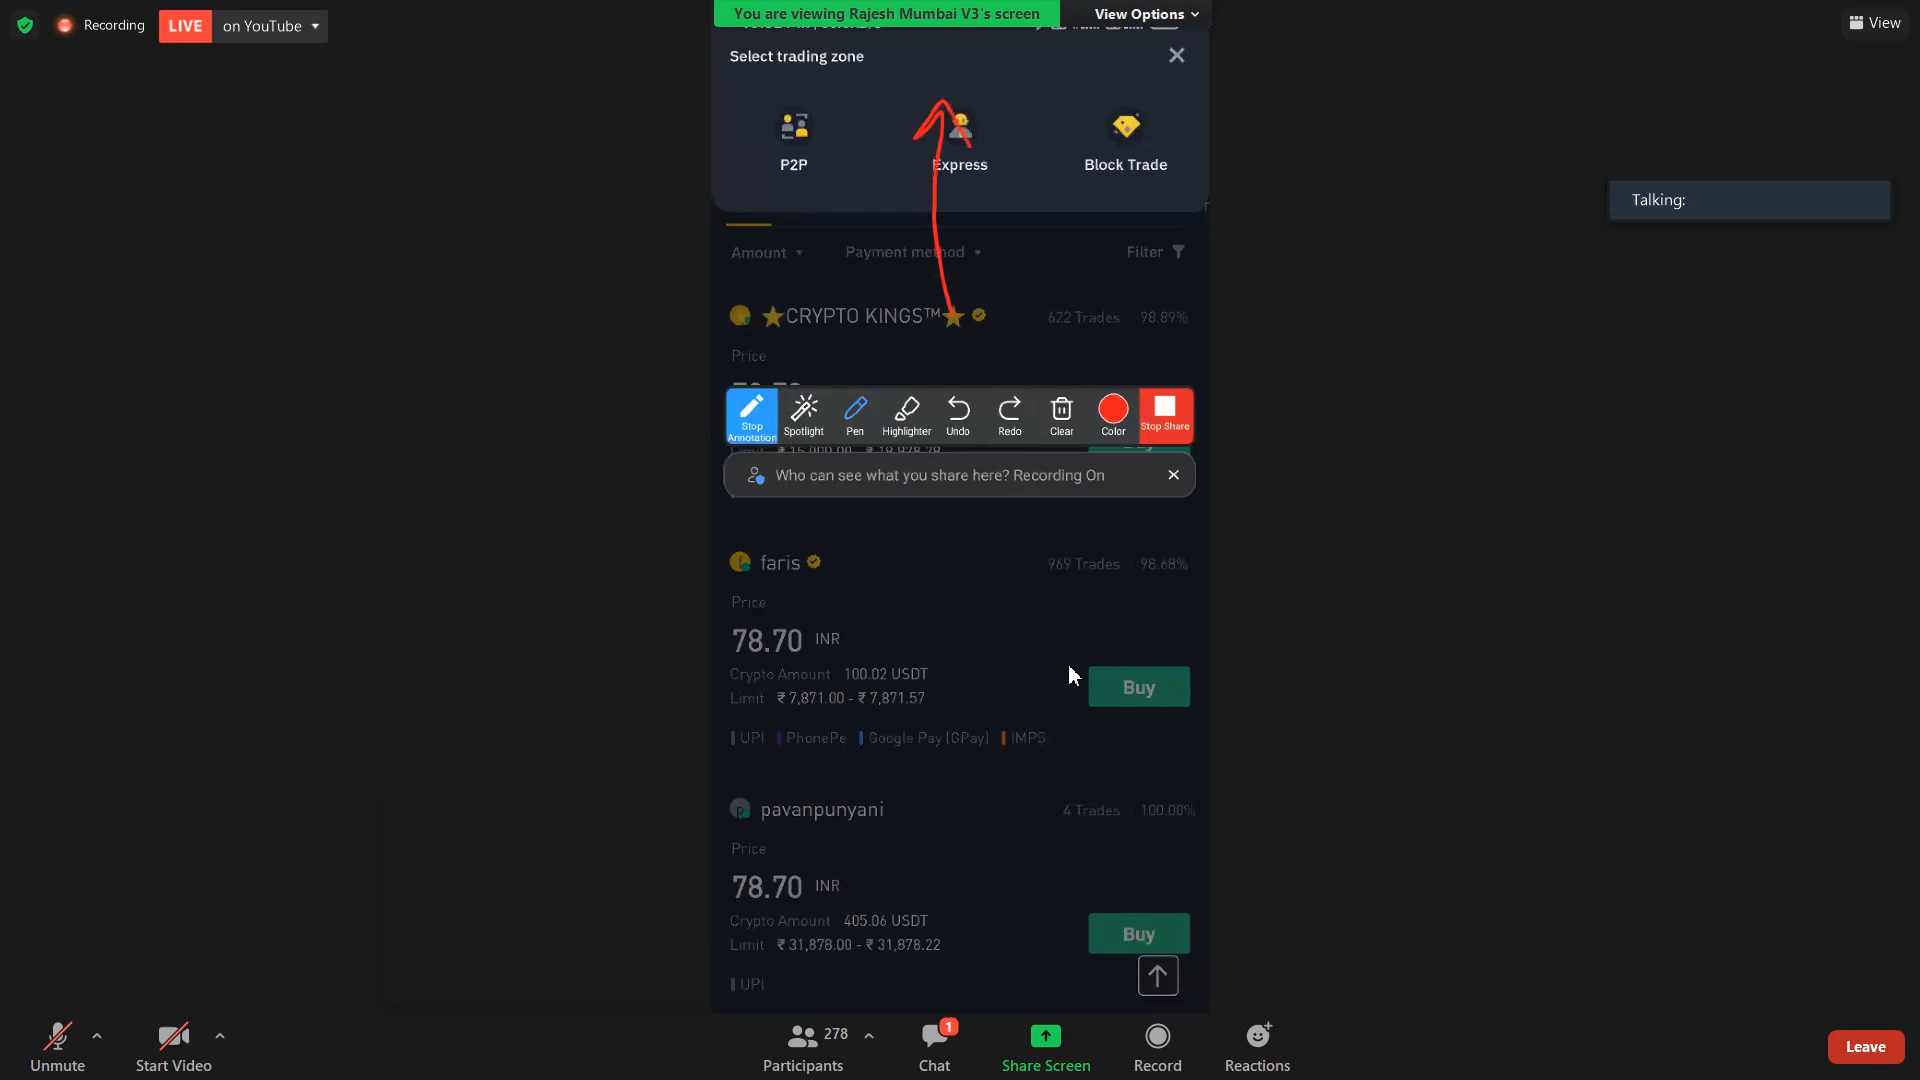 Recording
LIVE on YouTube
You are viewing Rajesh Mumbai V3's screen
View Options
View
Select trading zone
P2P
Express
Block Trade
Talking:
Amount
Payment method
Filter
⭐CRYPTO KINGS™⭐
622 Trades 98.89%
Price
Stop Annotation
Spotlight
Pen
Highlighter
Undo
Redo
Clear
Color
Stop Share
Who can see what you share here? Recording On
faris
969 Trades 98.68%
Price
78.70 INR
Crypto Amount 100.02 USDT
Limit ₹ 7,871.00 - ₹ 7,871.57
Buy
UPI PhonePe Google Pay (GPay) IMPS
pavanpunyani
4 Trades 100.00%
Price
78.70 INR
Crypto Amount 405.06 USDT
Limit ₹ 31,878.00 - ₹ 31,878.22
Buy
UPI
Unmute
Start Video
278
Participants
1
Chat
Share Screen
Record
Reactions
Leave